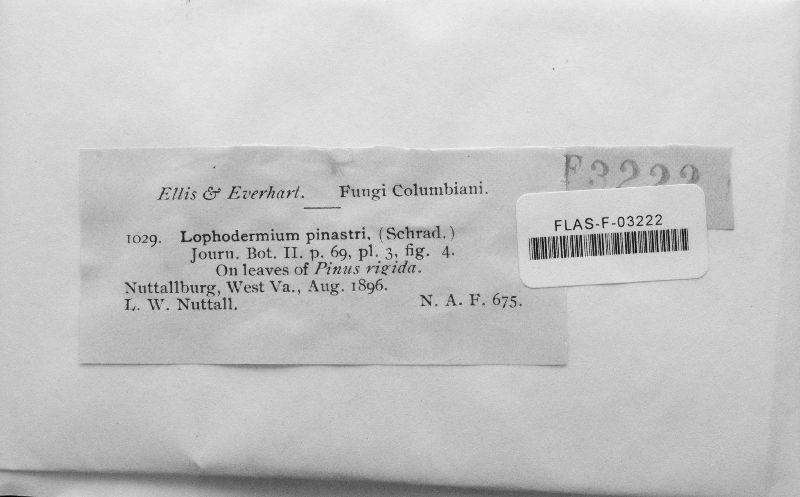 Ellis & Everhart. Fungi Columbiani.
F 3222
FLAS-F-03222
1029. Lophodermium pinastri, (Schrad.)
Journ. Bot. II. p. 69, pl. 3, fig. 4.
On leaves of Pinus rigida.
Nuttallburg, West Va., Aug. 1896.
L. W. Nuttall. N. A. F. 675.